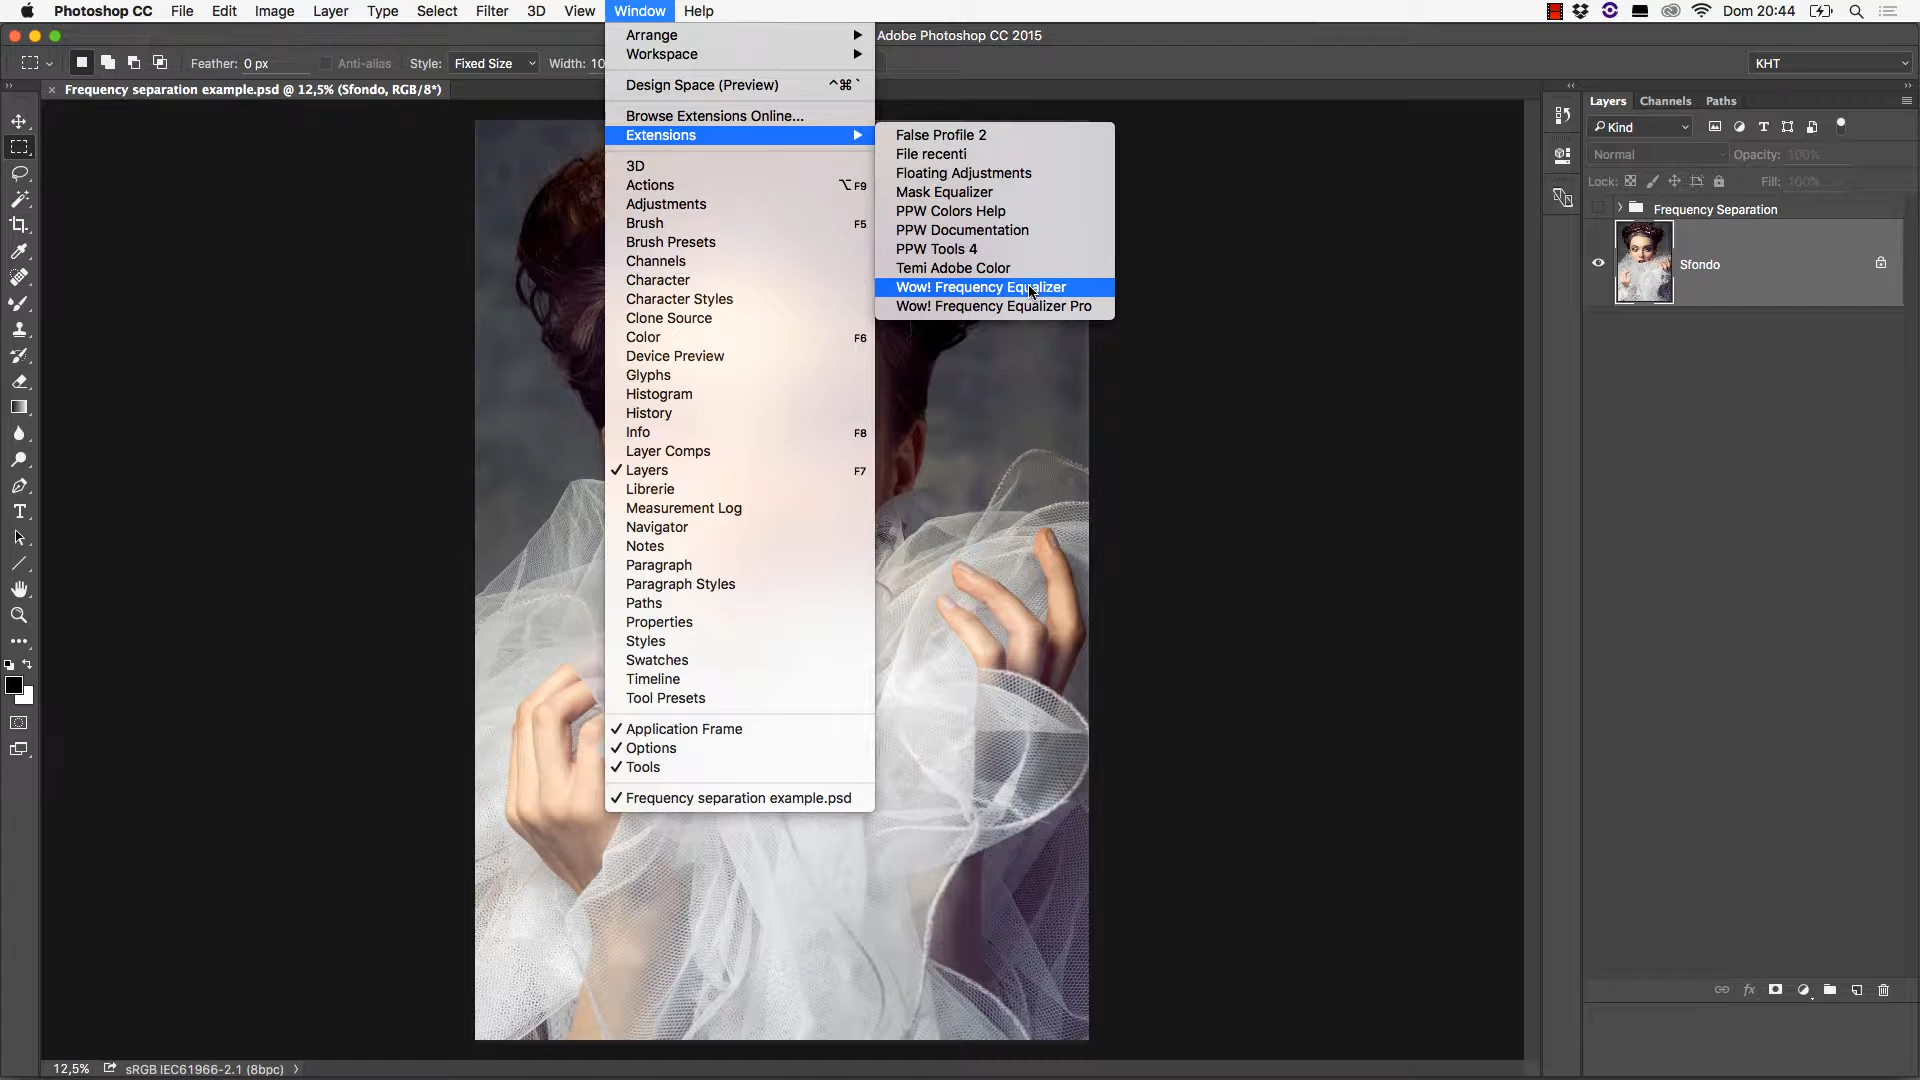 Photoshop CC File Edit Image Layer Type Select Filter 3D View Window Help Dom 20:44
Adobe Photoshop CC 2015
Feather: 0 px Anti-alias Style: Fixed Size Width: 10 KHT
× Frequency separation example.psd @ 12,5% (Sfondo, RGB/8*)
Arrange
Workspace
Design Space (Preview) ^⌘`
Browse Extensions Online...
Extensions
3D
Actions ⌥F9
Adjustments
Brush F5
Brush Presets
Channels
Character
Character Styles
Clone Source
Color F6
Device Preview
Glyphs
Histogram
History
Info F8
Layer Comps
✓ Layers F7
Librerie
Measurement Log
Navigator
Notes
Paragraph
Paragraph Styles
Paths
Properties
Styles
Swatches
Timeline
Tool Presets
✓ Application Frame
✓ Options
✓ Tools
✓ Frequency separation example.psd
False Profile 2
File recenti
Floating Adjustments
Mask Equalizer
PPW Colors Help
PPW Documentation
PPW Tools 4
Temi Adobe Color
Wow! Frequency Equalizer
Wow! Frequency Equalizer Pro
Layers Channels Paths
Kind
Normal Opacity: 100%
Lock: Fill: 100%
Frequency Separation
Sfondo
fx
12,5% sRGB IEC61966-2.1 (8bpc)